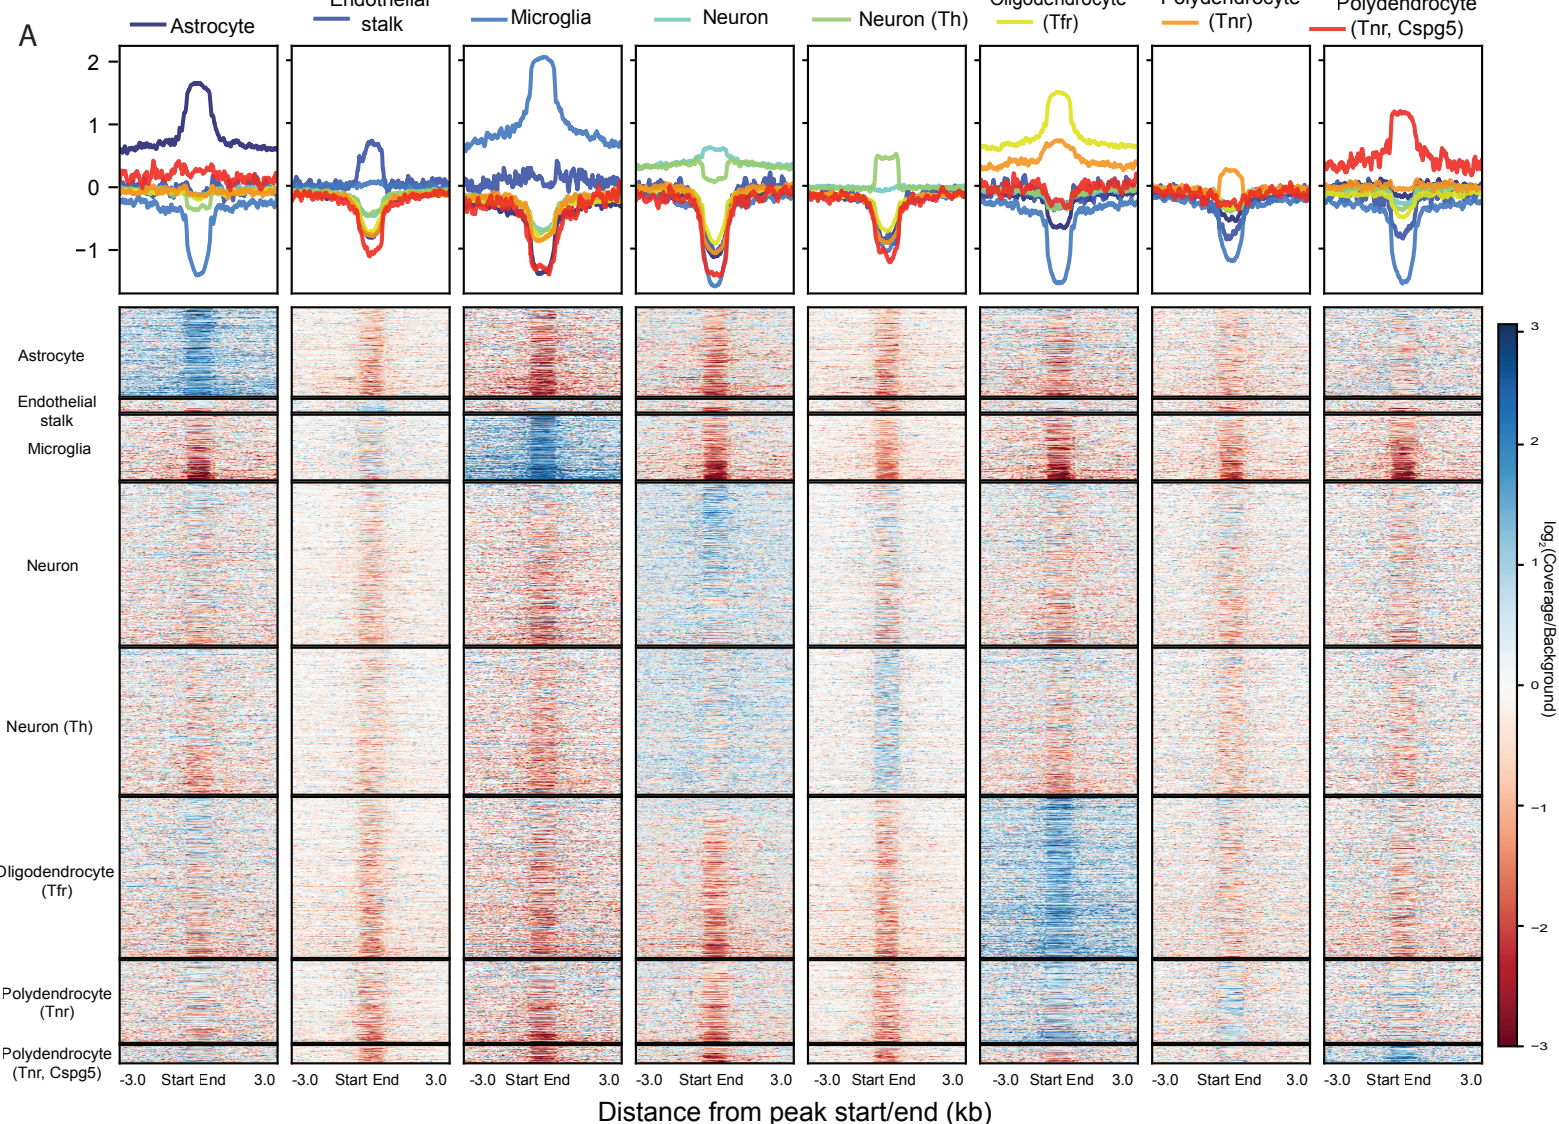 A
Astrocyte
Endothelial
stalk
Microglia
Neuron
Neuron (Th)
Oligodendrocyte
(Tfr)
Polydendrocyte
(Tnr)
Polydendrocyte
(Tnr, Cspg5)
2
1
0
−1
Astrocyte
Endothelial
stalk
Microglia
Neuron
Neuron (Th)
Oligodendrocyte
(Tfr)
Polydendrocyte
(Tnr)
Polydendrocyte
(Tnr, Cspg5)
-3.0 Start End 3.0
-3.0 Start End 3.0
-3.0 Start End 3.0
-3.0 Start End 3.0
-3.0 Start End 3.0
-3.0 Start End 3.0
-3.0 Start End 3.0
-3.0 Start End 3.0
Distance from peak start/end (kb)
3
2
1
0
−1
−2
−3
log2(Coverage/Background)